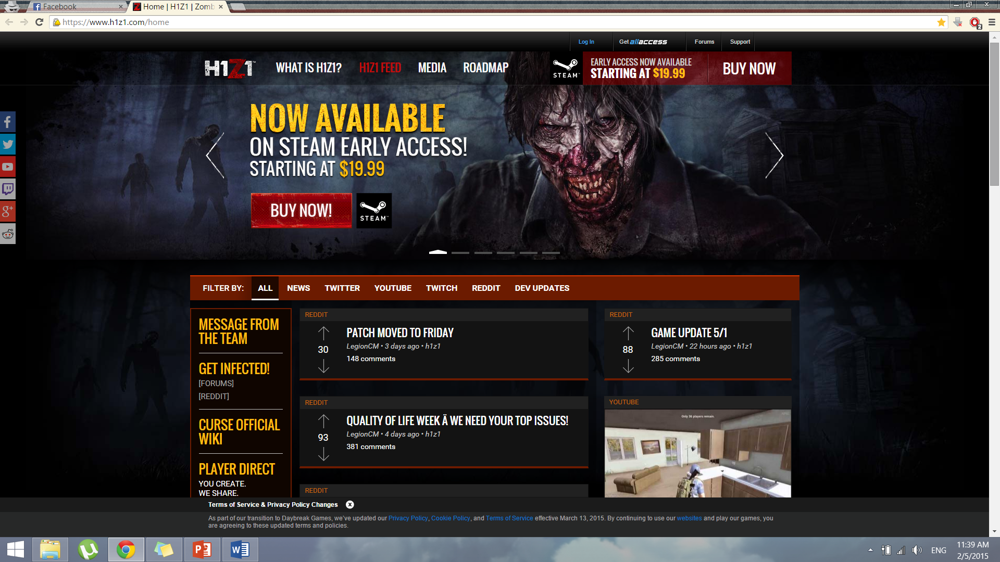 Facebook
Home | H1Z1 | Zomb
https://www.h1z1.com/home
2
Log In
Get allaccess
Forums
Support
H1Z1™
WHAT IS H1Z1?
H1Z1 FEED
MEDIA
ROADMAP
STEAM™
EARLY ACCESS NOW AVAILABLE
STARTING AT $19.99
BUY NOW
NOW AVAILABLE
ON STEAM EARLY ACCESS!
STARTING AT $19.99
BUY NOW!
STEAM™
FILTER BY:
ALL
NEWS
TWITTER
YOUTUBE
TWITCH
REDDIT
DEV UPDATES
MESSAGE FROM
THE TEAM
GET INFECTED!
[FORUMS]
[REDDIT]
CURSE OFFICIAL
WIKI
PLAYER DIRECT
YOU CREATE.
WE SHARE.
REDDIT
30
PATCH MOVED TO FRIDAY
LegionCM • 3 days ago • h1z1
148 comments
REDDIT
93
QUALITY OF LIFE WEEK Â WE NEED YOUR TOP ISSUES!
LegionCM • 4 days ago • h1z1
381 comments
REDDIT
REDDIT
88
GAME UPDATE 5/1
LegionCM • 22 hours ago • h1z1
285 comments
YOUTUBE
Only 36 players remain.
Terms of Service & Privacy Policy Changes
As part of our transition to Daybreak Games, we've updated our Privacy Policy, Cookie Policy, and Terms of Service effective March 13, 2015. By continuing to use our websites and play our games, you
are agreeing to these updated terms and policies.
ENG
11:39 AM
2/5/2015